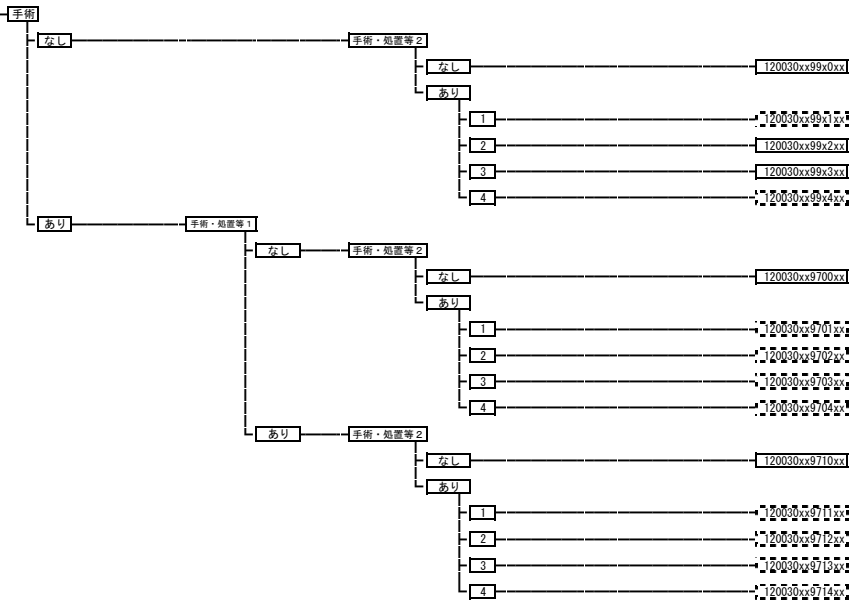 手術
なし 手術・処置等２
なし 120030xx99x0xx
あり
1 120030xx99x1xx
2 120030xx99x2xx
3 120030xx99x3xx
4 120030xx99x4xx
あり 手術・処置等１
なし 手術・処置等２
なし 120030xx9700xx
あり
1 120030xx9701xx
2 120030xx9702xx
3 120030xx9703xx
4 120030xx9704xx
あり 手術・処置等２
なし 120030xx9710xx
あり
1 120030xx9711xx
2 120030xx9712xx
3 120030xx9713xx
4 120030xx9714xx